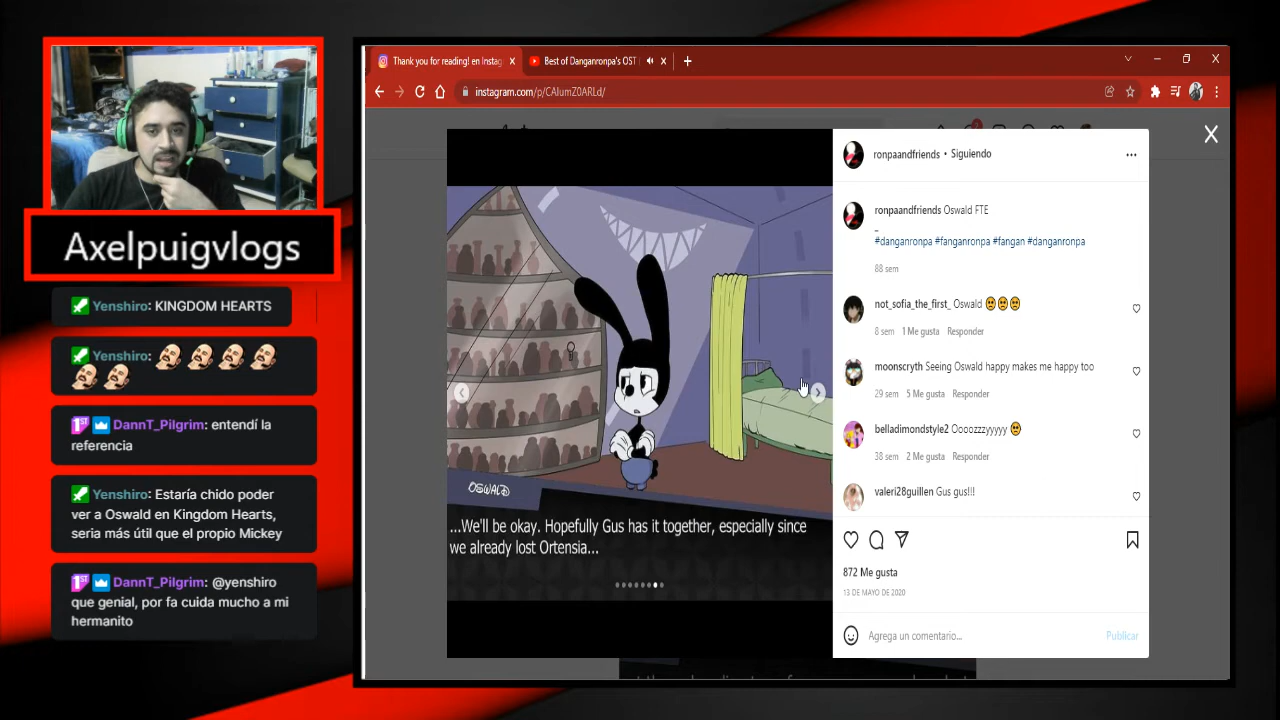 Axelpuigvlogs
Yenshiro: KINGDOM HEARTS
Yenshiro:
DannT_Pilgrim: entendí la
referencia
Yenshiro: Estaría chido poder
ver a Oswald en Kingdom Hearts,
seria más útil que el propio Mickey
DannT_Pilgrim: @yenshiro
que genial, por fa cuida mucho a mi
hermanito
Thank you for reading! en Instag
Best of Danganronpa's OST
instagram.com/p/CAIumZ0ARLd/
OSWALD
...We'll be okay. Hopefully Gus has it together, especially since
we already lost Ortensia...
ronpaandfriends • Siguiendo
ronpaandfriends Oswald FTE
_
#danganronpa #fanganronpa #fangan #danganronpa
88 sem
not_sofia_the_first_ Oswald
8 sem 1 Me gusta Responder
moonscryth Seeing Oswald happy makes me happy too
29 sem 5 Me gusta Responder
belladimondstyle2 Oooozzzyyyyy
38 sem 2 Me gusta Responder
valeri28guillen Gus gus!!!
872 Me gusta
13 DE MAYO DE 2020
Agrega un comentario...
Publicar